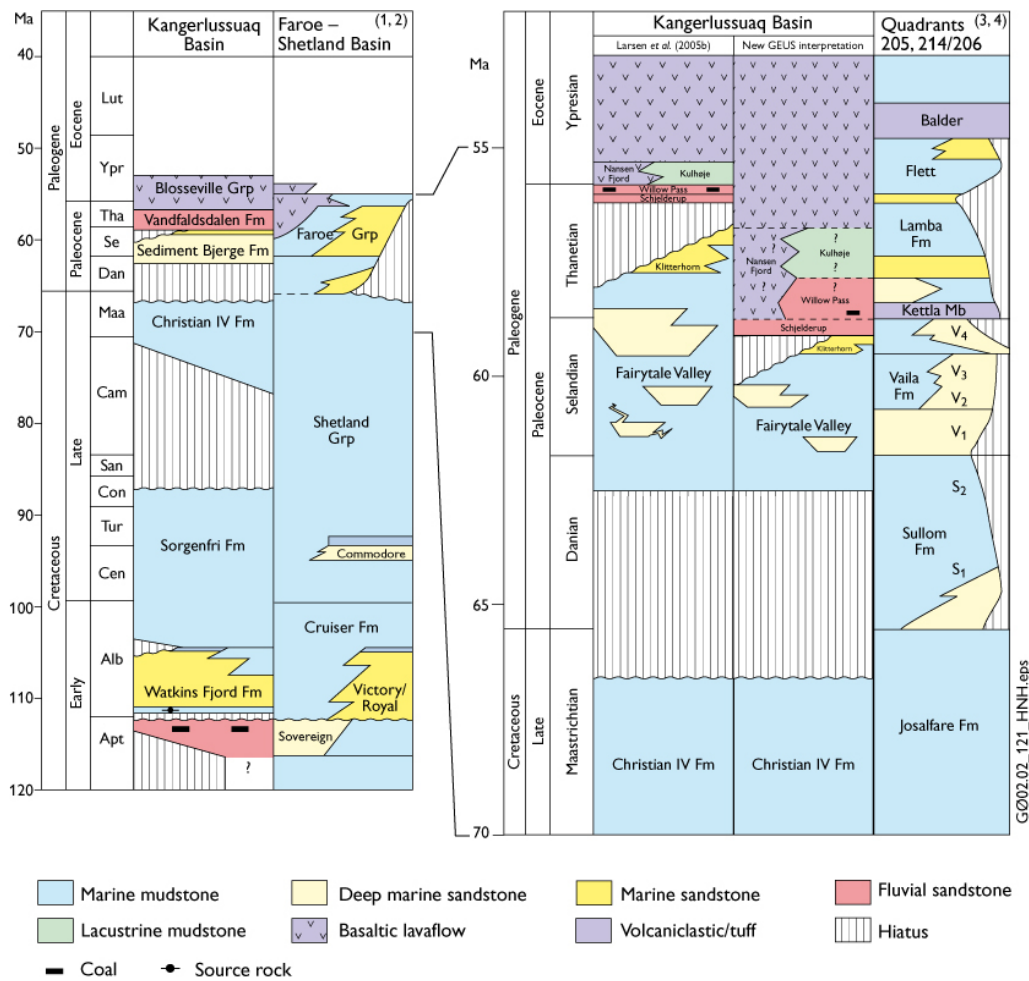 Ma
Kangerlussuaq
Basin
Faroe –
Shetland Basin
(1, 2)
40
50
60
70
80
90
100
110
120
Paleogene
Cretaceous
Eocene
Paleocene
Late
Early
Lut
Ypr
Tha
Se
Dan
Maa
Cam
San
Con
Tur
Cen
Alb
Apt
Blosseville Grp
Vandfaldsdalen Fm
Sediment Bjerge Fm
Christian IV Fm
Sorgenfri Fm
Watkins Fjord Fm
?
Faroe Grp
Shetland
Grp
Commodore
Cruiser Fm
Victory/
Royal
Sovereign
Ma
55
60
65
70
Kangerlussuaq Basin
Larsen et al. (2005b)
New GEUS interpretation
Quadrants
205, 214/206
(3, 4)
Paleogene
Cretaceous
Eocene
Paleocene
Late
Ypresian
Thanetian
Selandian
Danian
Maastrichtian
Nansen
Fjord
Kulhøje
Willow Pass
Schjelderup
Klitterhorn
Fairytale Valley
Christian IV Fm
Nansen
Fjord
?
?
?
Kulhøje
?
?
Willow Pass
Schjelderup
Klitterhorn
Fairytale Valley
Christian IV Fm
Balder
Flett
Lamba
Fm
Kettla Mb
V4
Vaila
Fm
V3
V2
V1
S2
Sullom
Fm
S1
Josalfare Fm
GØ02.02_121_HNH.eps
Marine mudstone
Deep marine sandstone
Marine sandstone
Fluvial sandstone
Lacustrine mudstone
Basaltic lavaflow
Volcaniclastic/tuff
Hiatus
Coal
Source rock